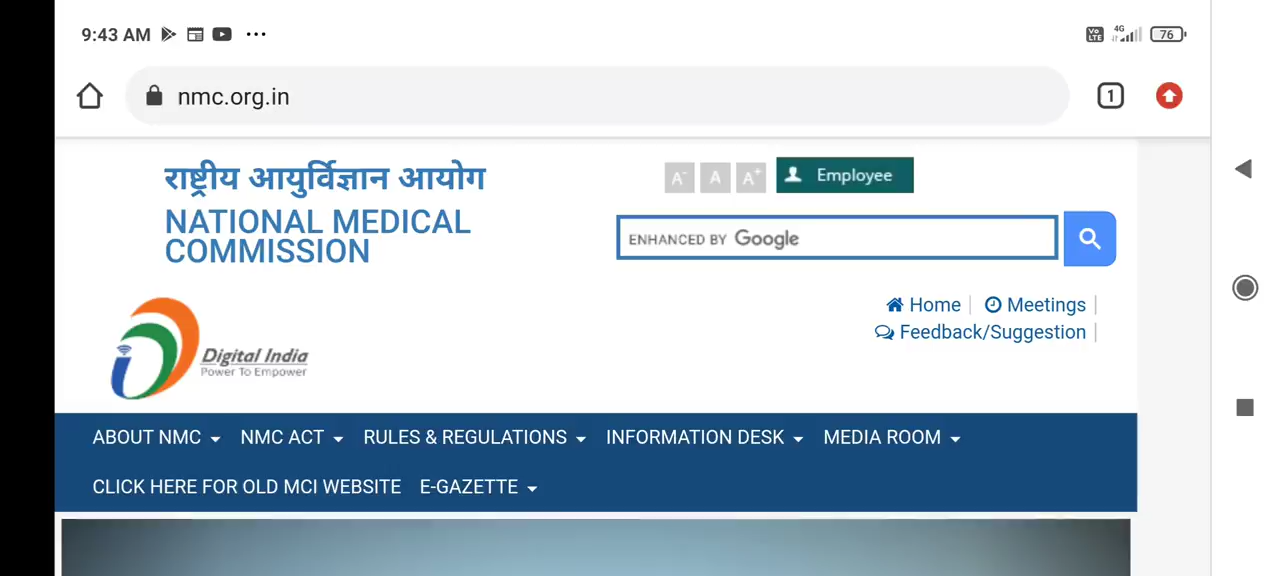 9:43 AM
VoLTE 4G 76
nmc.org.in
1
राष्ट्रीय आयुर्विज्ञान आयोग
NATIONAL MEDICAL
COMMISSION
A- A A+ Employee
ENHANCED BY Google
Home Meetings
Feedback/Suggestion
Digital India
Power To Empower
ABOUT NMC NMC ACT RULES & REGULATIONS INFORMATION DESK MEDIA ROOM
CLICK HERE FOR OLD MCI WEBSITE E-GAZETTE